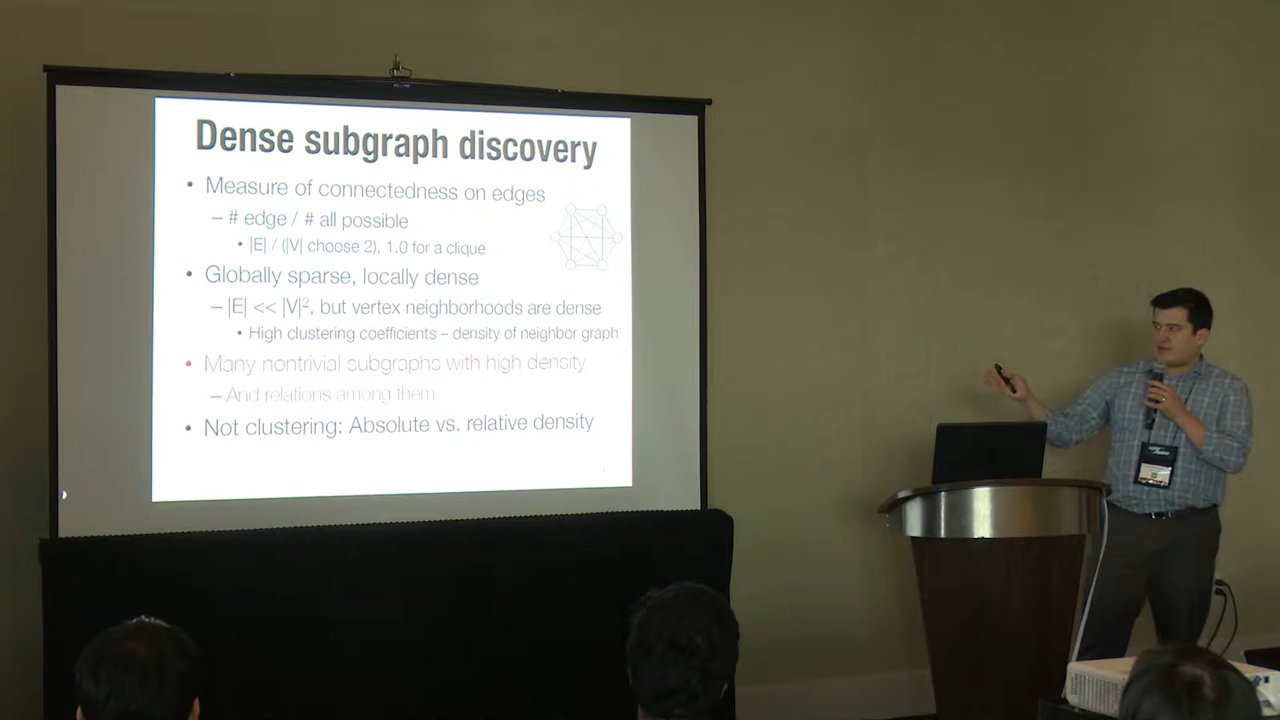 Dense subgraph discovery
• Measure of connectedness on edges
– # edge / # all possible
• |E| / (|V| choose 2), 1.0 for a clique
• Globally sparse, locally dense
– |E| << |V|², but vertex neighborhoods are dense
• High clustering coefficients – density of neighbor graph
• Many nontrivial subgraphs with high density
– And relations among them
• Not clustering: Absolute vs. relative density